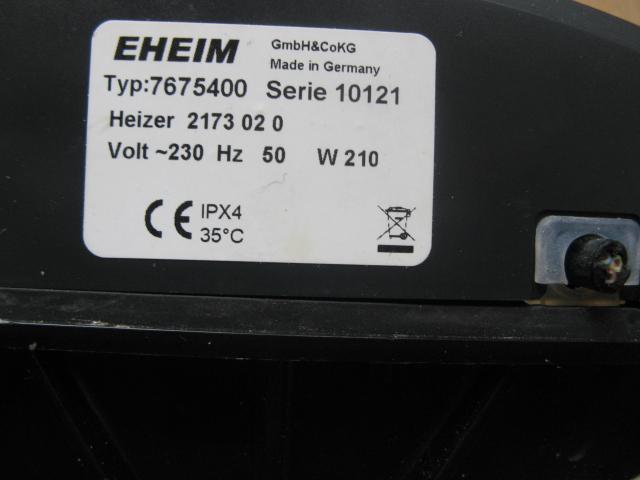 EHEIM GmbH&CoKG
Made in Germany
Typ:7675400 Serie 10121
Heizer 2173 02 0
Volt ~230 Hz 50 W 210
CE IPX4
35°C